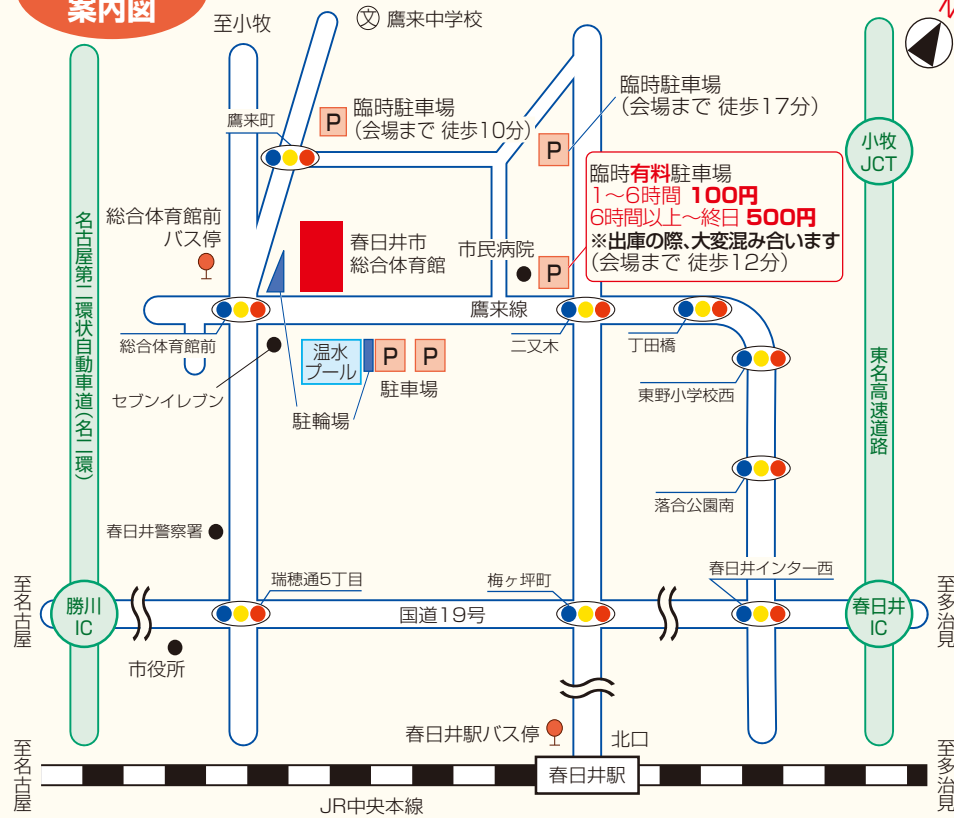 案内図
至小牧
文 鷹来中学校
N
鷹来町
P
臨時駐車場
(会場まで 徒歩10分)
臨時駐車場
(会場まで 徒歩17分)
P
小牧
JCT
臨時有料駐車場
1～6時間 100円
6時間以上～終日 500円
※出庫の際、大変混み合います
(会場まで 徒歩12分)
総合体育館前
バス停
春日井市
総合体育館
市民病院
P
名古屋第二環状自動車道(名二環)
鷹来線
総合体育館前
二又木
丁田橋
温水
プール
P
P
駐車場
東名高速道路
東野小学校西
セブンイレブン
駐輪場
落合公園南
春日井警察署
瑞穂通5丁目
梅ヶ坪町
春日井インター西
至名古屋
勝川
IC
国道19号
春日井
IC
至多治見
市役所
春日井駅バス停
北口
至名古屋
春日井駅
至多治見
JR中央本線